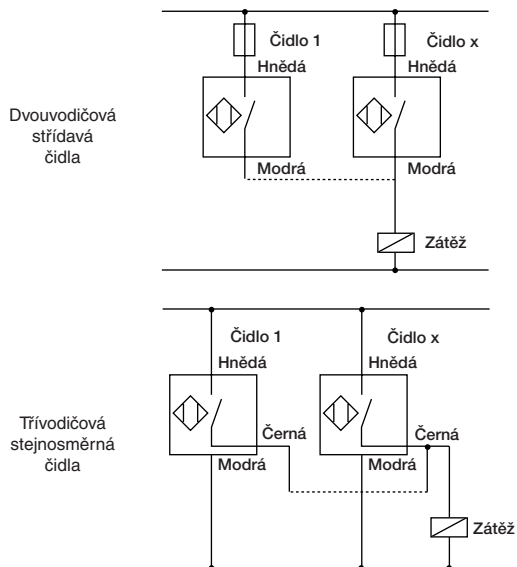 Čidlo 1
Čidlo x
Hnědá
Hnědá
Dvouvodičová
střídavá
čidla
Modrá
Modrá
Zátěž
Čidlo 1
Čidlo x
Hnědá
Hnědá
Třívodičová
stejnosměrná
čidla
Černá
Černá
Modrá
Modrá
Zátěž